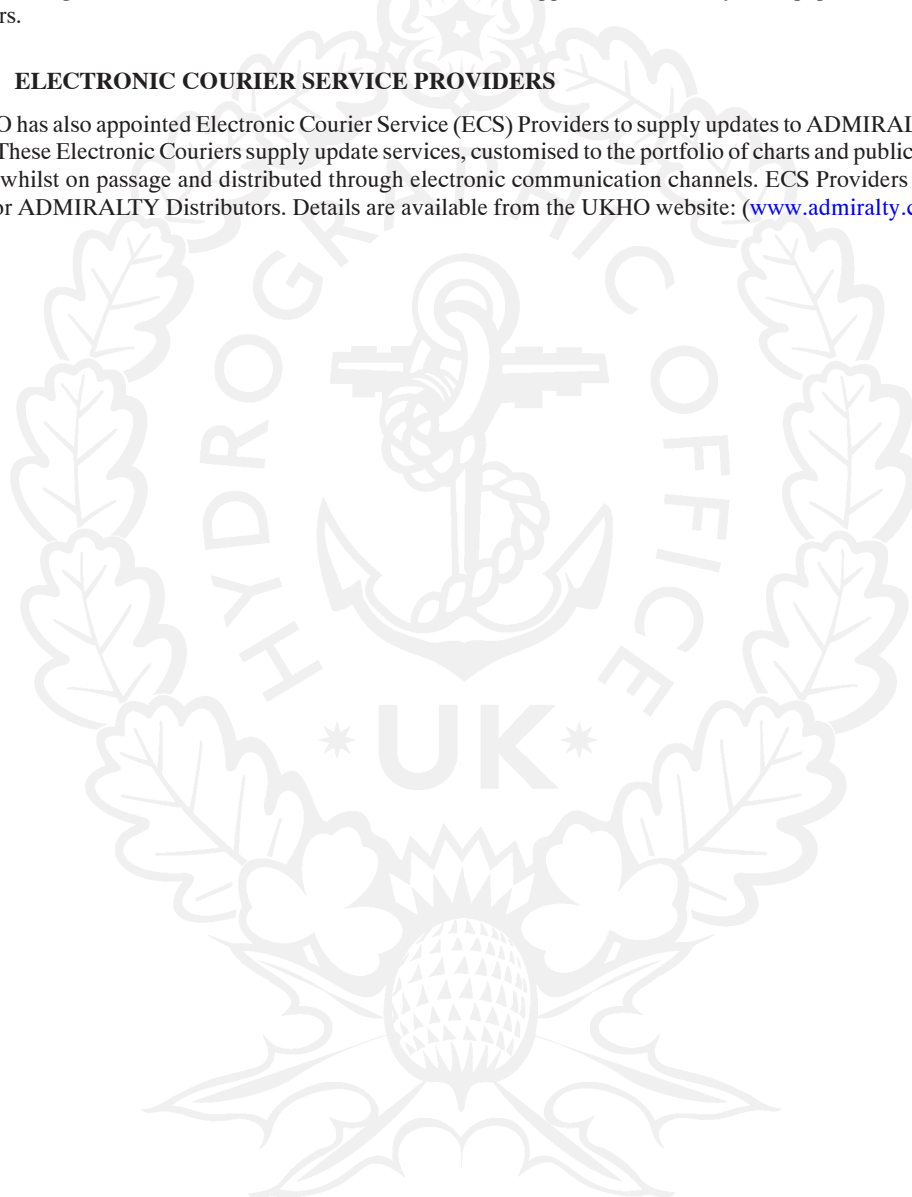 rs.
ELECTRONIC COURIER SERVICE PROVIDERS
O has also appointed Electronic Courier Service (ECS) Providers to supply updates to ADMIRAL
These Electronic Couriers supply update services, customised to the portfolio of charts and public
whilst on passage and distributed through electronic communication channels. ECS Providers
or ADMIRALTY Distributors. Details are available from the UKHO website: (www.admiralty.c
HYDROGRAPHIC OFFICE
* UK *